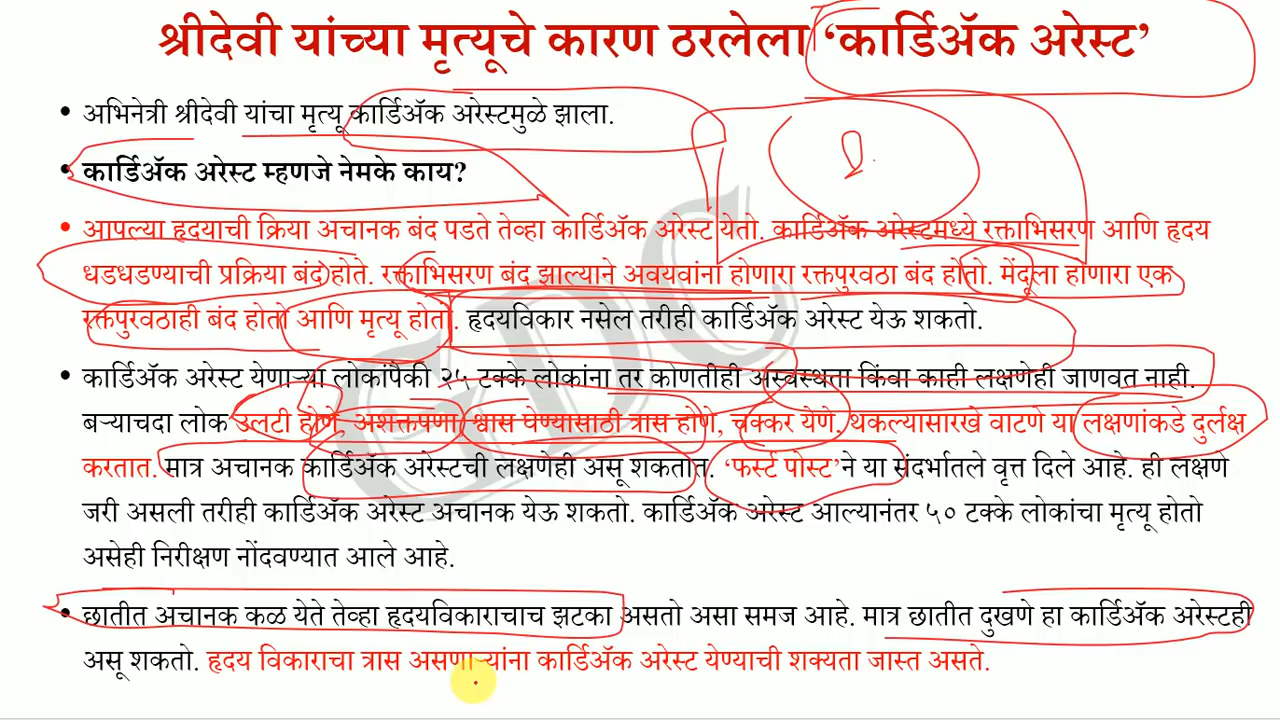 श्रीदेवी यांच्या मृत्यूचे कारण ठरलेला ‘कार्डिॲक अरेस्ट’
• अभिनेत्री श्रीदेवी यांचा मृत्यू कार्डिॲक अरेस्टमुळे झाला.
• कार्डिॲक अरेस्ट म्हणजे नेमके काय?
• आपल्या हृदयाची क्रिया अचानक बंद पडते तेव्हा कार्डिॲक अरेस्ट येतो. कार्डिॲक अरेस्टमध्ये रक्ताभिसरण आणि हृदय
धडधडण्याची प्रक्रिया बंद होते. रक्ताभिसरण बंद झाल्याने अवयवांना होणारा रक्तपुरवठा बंद होतो. मेंदूला होणारा एक
रक्तपुरवठाही बंद होतो आणि मृत्यू होतो. हृदयविकार नसेल तरीही कार्डिॲक अरेस्ट येऊ शकतो.
• कार्डिॲक अरेस्ट येणाऱ्या लोकांपैकी २५ टक्के लोकांना तर कोणतीही अस्वस्थता किंवा काही लक्षणेही जाणवत नाही.
बऱ्याचदा लोक उलटी होणे, अशक्तपणा श्वास घेण्यासाठी त्रास होणे, चक्कर येणे, थकल्यासारखे वाटणे या लक्षणांकडे दुर्लक्ष
करतात. मात्र अचानक कार्डिॲक अरेस्टची लक्षणेही असू शकतात. ‘फर्स्ट पोस्ट’ने या संदर्भातले वृत्त दिले आहे. ही लक्षणे
जरी असली तरीही कार्डिॲक अरेस्ट अचानक येऊ शकतो. कार्डिॲक अरेस्ट आल्यानंतर ५० टक्के लोकांचा मृत्यू होतो
असेही निरीक्षण नोंदवण्यात आले आहे.
• छातीत अचानक कळ येते तेव्हा हृदयविकाराचाच झटका असतो असा समज आहे. मात्र छातीत दुखणे हा कार्डिॲक अरेस्टही
असू शकतो. हृदय विकाराचा त्रास असणाऱ्यांना कार्डिॲक अरेस्ट येण्याची शक्यता जास्त असते.
GDC